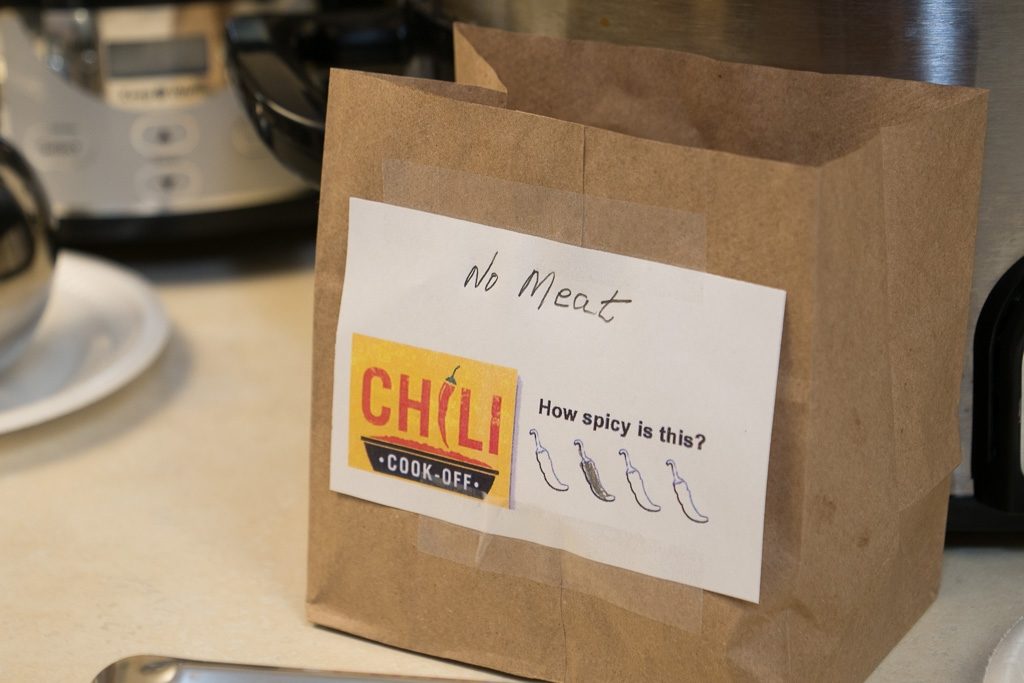 No Meat
CHILI
·COOK-OFF·
How spicy is this?